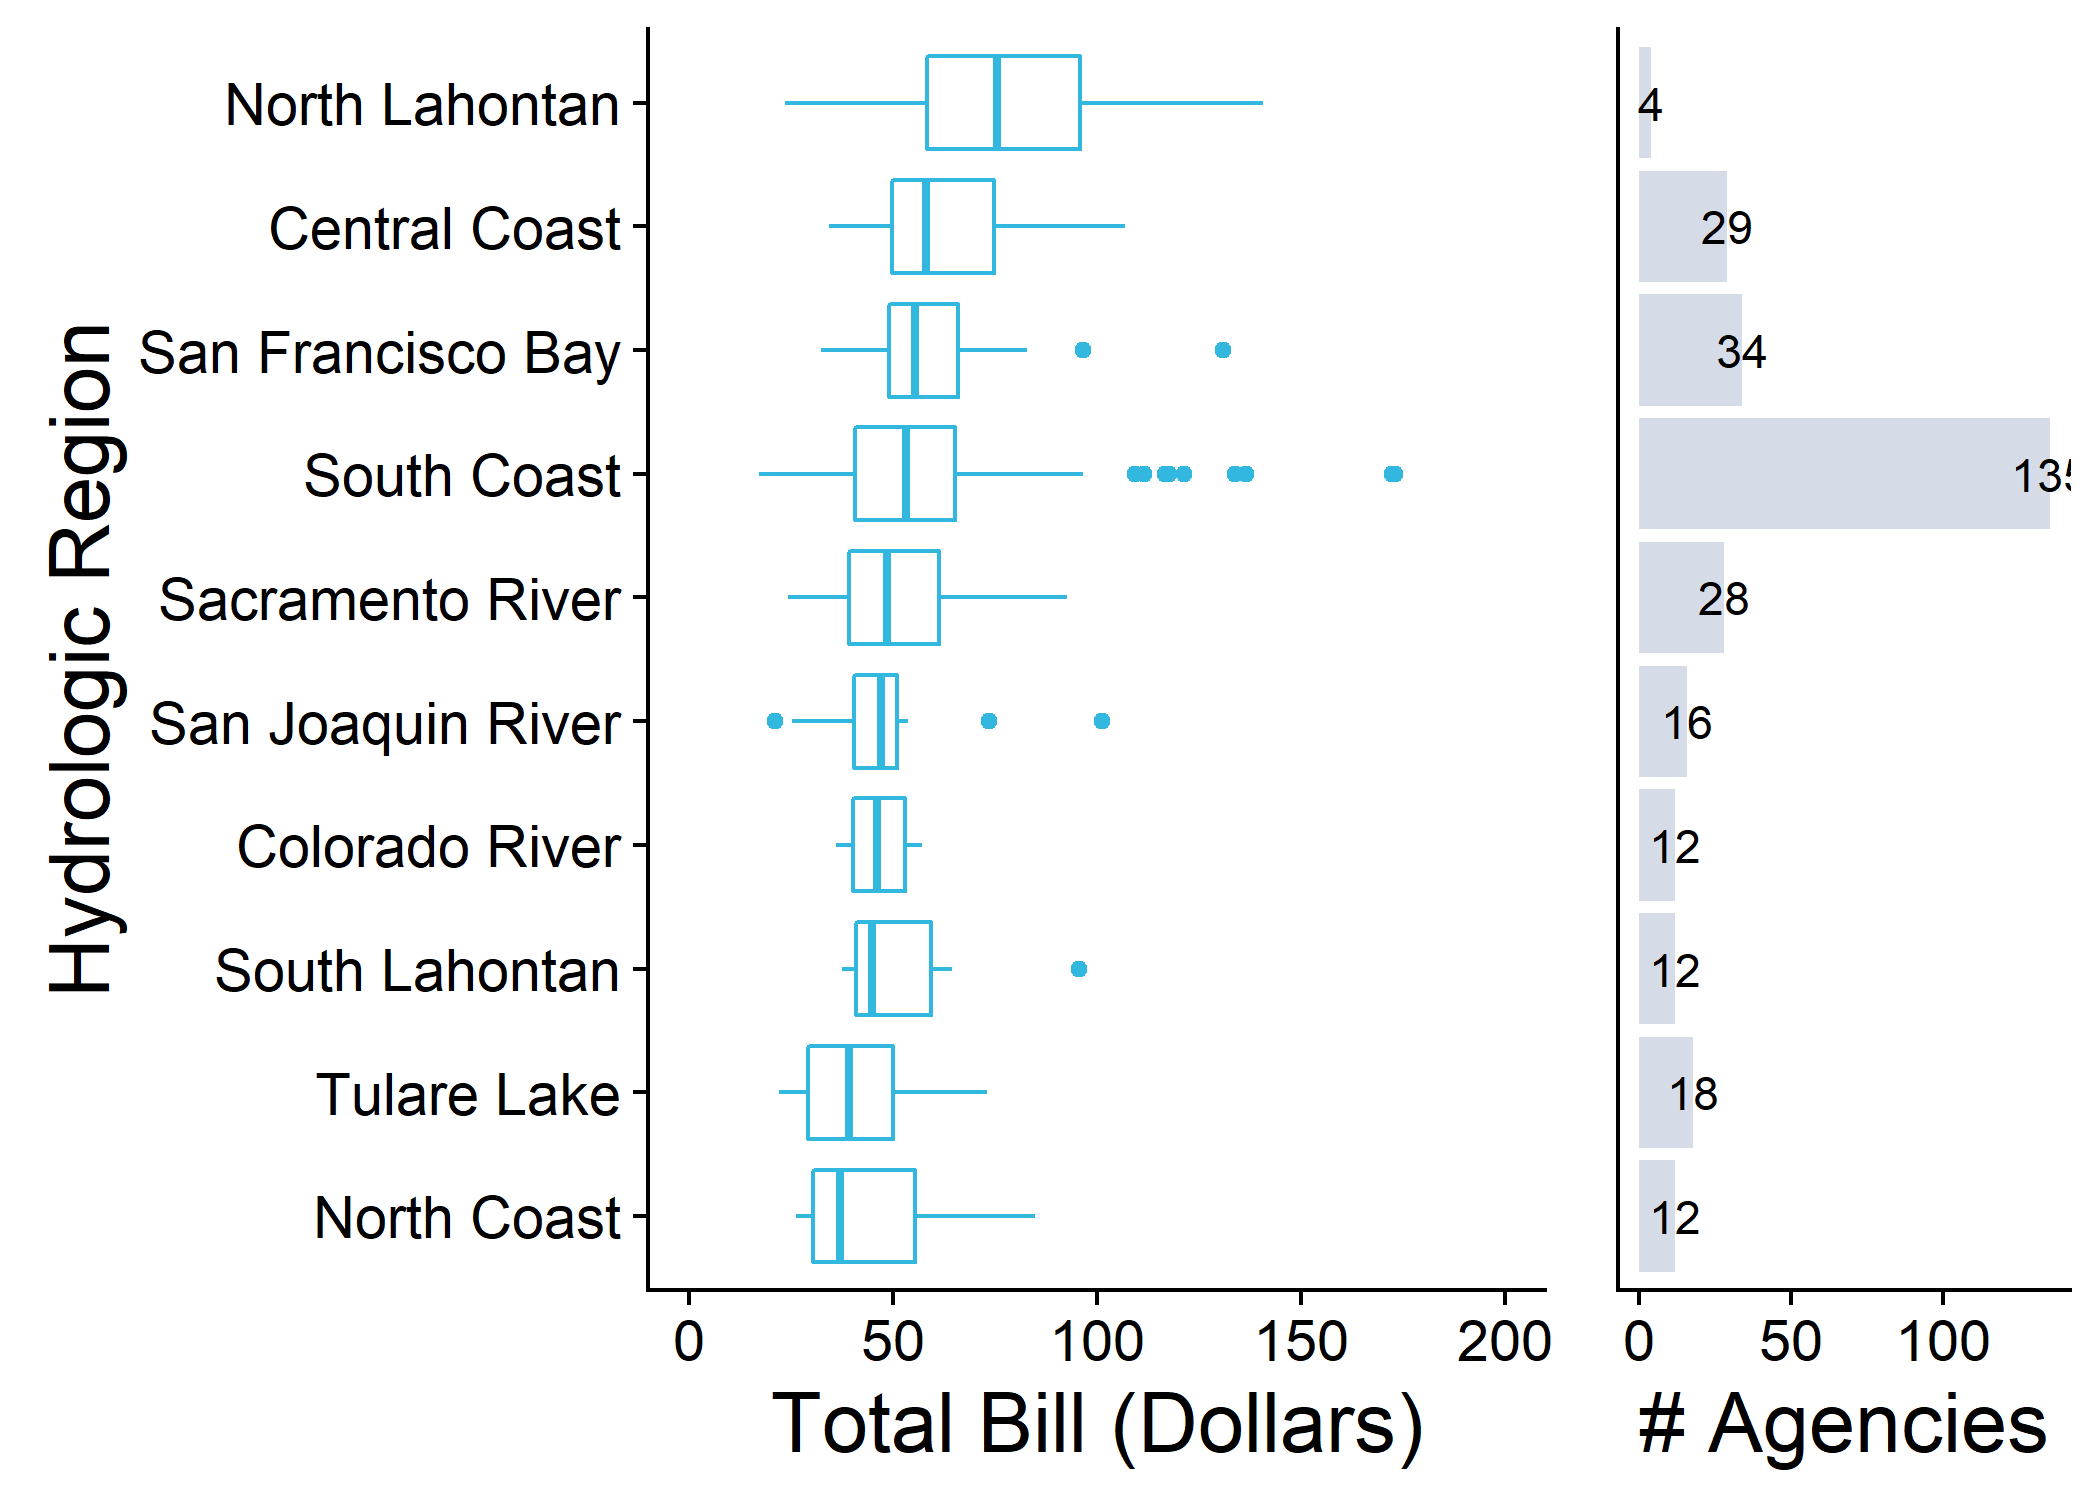 Hydrologic Region
North Lahontan
Central Coast
San Francisco Bay
South Coast
Sacramento River
San Joaquin River
Colorado River
South Lahontan
Tulare Lake
North Coast
0 50 100 150 200
Total Bill (Dollars)
4
29
34
135
28
16
12
12
18
12
0 50 100
# Agencies